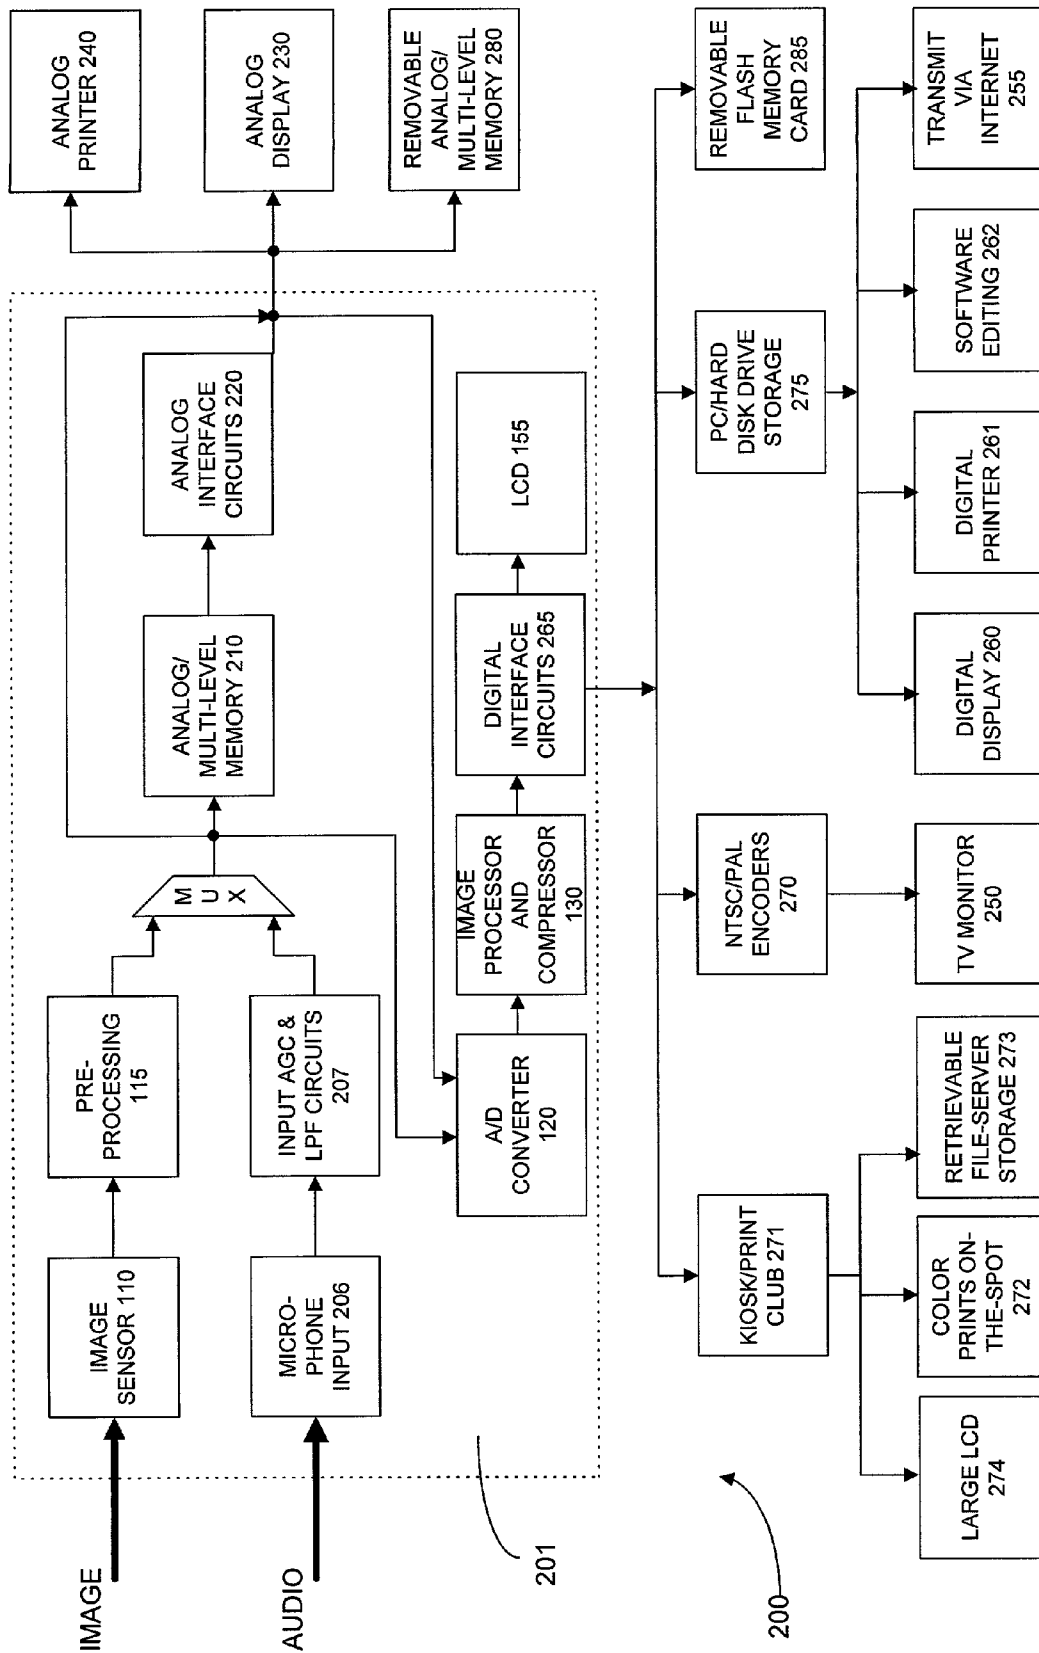 IMAGE
AUDIO
IMAGE
SENSOR 110
PRE-
PROCESSING
115
MICRO-
PHONE
INPUT 206
INPUT AGC &
LPF CIRCUITS
207
M
U
X
ANALOG/
MULTI-LEVEL
MEMORY 210
ANALOG
INTERFACE
CIRCUITS 220
ANALOG
PRINTER 240
ANALOG
DISPLAY 230
REMOVABLE
ANALOG/
MULTI-LEVEL
MEMORY 280
A/D
CONVERTER
120
IMAGE
PROCESSOR
AND
COMPRESSOR
130
DIGITAL
INTERFACE
CIRCUITS 265
LCD 155
201
200
KIOSK/PRINT
CLUB 271
NTSC/PAL
ENCODERS
270
PC/HARD
DISK DRIVE
STORAGE
275
REMOVABLE
FLASH
MEMORY
CARD 285
LARGE LCD
274
COLOR
PRINTS ON-
THE-SPOT
272
RETRIEVABLE
FILE-SERVER
STORAGE 273
TV MONITOR
250
DIGITAL
DISPLAY 260
DIGITAL
PRINTER 261
SOFTWARE
EDITING 262
TRANSMIT
VIA
INTERNET
255